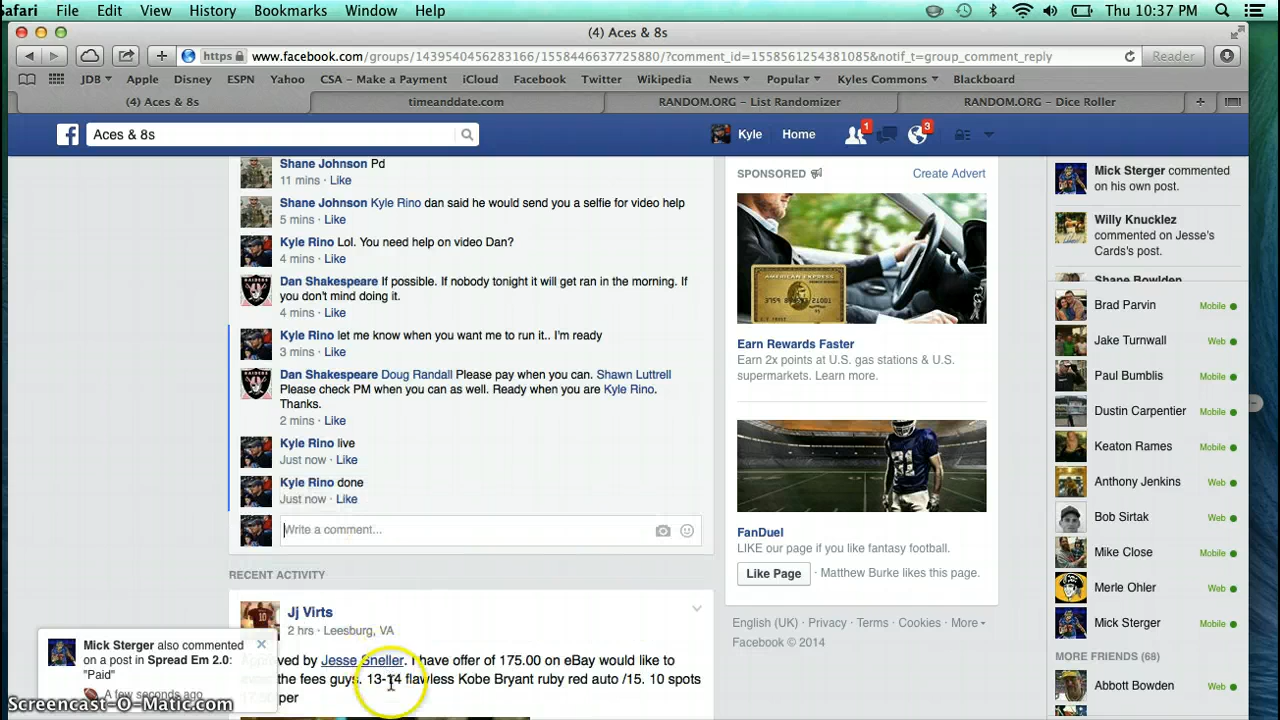 Safari File Edit View History Bookmarks Window Help Thu 10:37 PM
(4) Aces & 8s
https www.facebook.com/groups/1439540456283166/1558446637725880/?comment_id=1558561254381085&notif_t=group_comment_reply Reader
JDB Apple Disney ESPN Yahoo CSA – Make a Payment iCloud Facebook Twitter Wikipedia News Popular Kyles Commons Blackboard
(4) Aces & 8s timeanddate.com RANDOM.ORG – List Randomizer RANDOM.ORG – Dice Roller
Aces & 8s Kyle Home 1 3
Shane Johnson Pd
11 mins · Like
Shane Johnson Kyle Rino dan said he would send you a selfie for video help
5 mins · Like
Kyle Rino Lol. You need help on video Dan?
4 mins · Like
Dan Shakespeare If possible. If nobody tonight it will get ran in the morning. If
you don't mind doing it.
4 mins · Like
Kyle Rino let me know when you want me to run it.. I'm ready
3 mins · Like
Dan Shakespeare Doug Randall Please pay when you can. Shawn Luttrell
Please check PM when you can as well. Ready when you are Kyle Rino.
Thanks.
2 mins · Like
Kyle Rino live
Just now · Like
Kyle Rino done
Just now · Like
Write a comment...
RECENT ACTIVITY
Jj Virts
2 hrs · Leesburg, VA
by Jesse Sneller. I have offer of 175.00 on eBay would like to
the fees guys. 13-14 flawless Kobe Bryant ruby red auto /15. 10 spots
per
Mick Sterger also commented
on a post in Spread Em 2.0:
"Paid"
A few seconds ago
Screencast-O-Matic.com
SPONSORED Create Advert
AMERICAN EXPRESS
Earn Rewards Faster
Earn 2x points at U.S. gas stations & U.S.
supermarkets. Learn more.
21
FanDuel
LIKE our page if you like fantasy football.
Like Page · Matthew Burke likes this page.
English (UK) · Privacy · Terms · Cookies · More
Facebook © 2014
Mick Sterger commented
on his own post.
Willy Knucklez
commented on Jesse's
Cards's post.
Shane Bowlden
Brad Parvin Mobile
Jake Turnwall Web
Paul Bumblis Mobile
Dustin Carpentier Mobile
Keaton Rames Mobile
Anthony Jenkins Web
Bob Sirtak Web
Mike Close Mobile
Merle Ohler Web
Mick Sterger Mobile
MORE FRIENDS (68)
Abbott Bowden Mobile